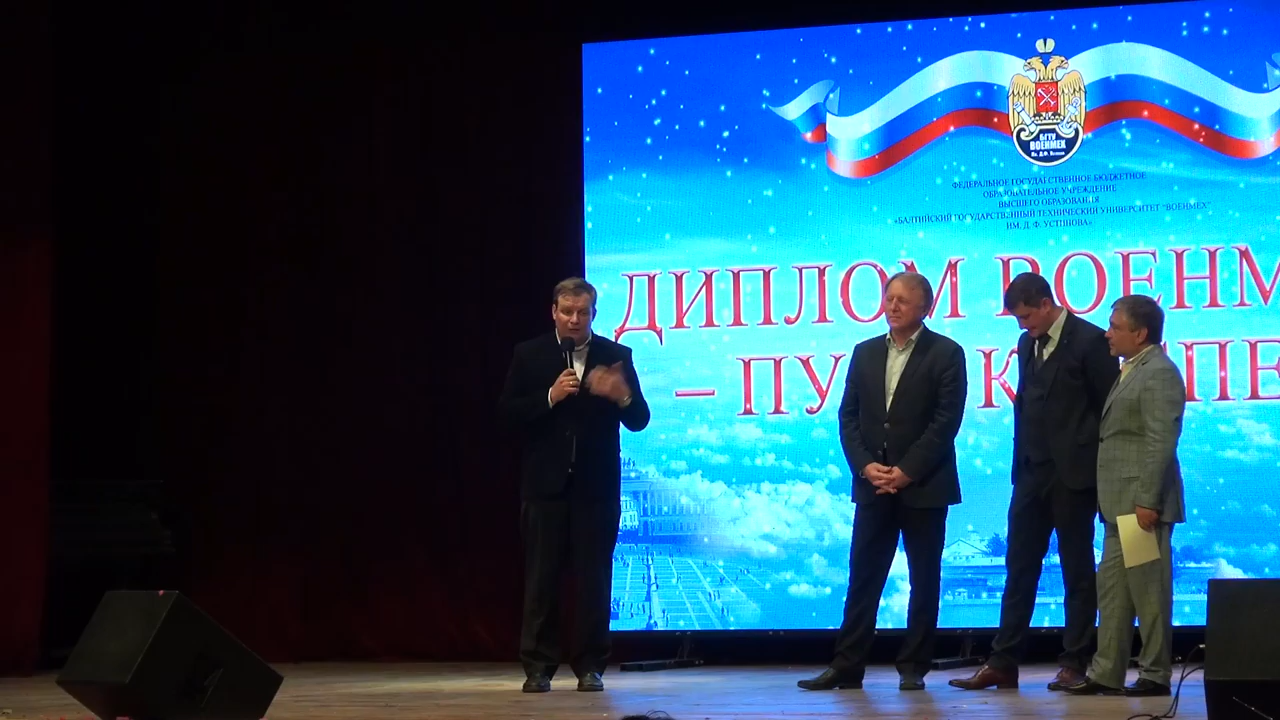 БГТУ
ВОЕНМЕХ
ФЕДЕРАЛЬНОЕ ГОСУДАРСТВЕННОЕ БЮДЖЕТНОЕ
ОБРАЗОВАТЕЛЬНОЕ УЧРЕЖДЕНИЕ
ВЫСШЕГО ОБРАЗОВАНИЯ
«БАЛТИЙСКИЙ ГОСУДАРСТВЕННЫЙ ТЕХНИЧЕСКИЙ УНИВЕРСИТЕТ "ВОЕНМЕХ"
ИМ. Д. Ф. УСТИНОВА»
ДИПЛОМ ВОЕНМ
– ПУ К СПЕ